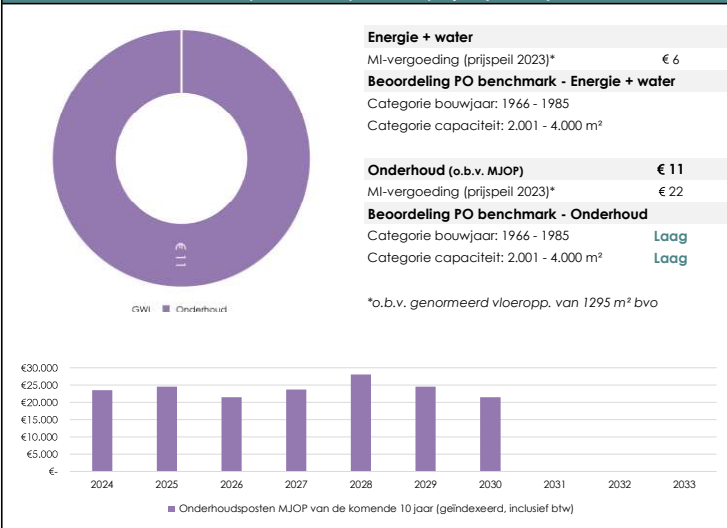 Energie + water
MI-vergoeding (prijspeil 2023)* € 6
Beoordeling PO benchmark - Energie + water
Categorie bouwjaar: 1966 - 1985
Categorie capaciteit: 2.001 - 4.000 m²
Onderhoud (o.b.v. MJOP) € 11
MI-vergoeding (prijspeil 2023)* € 22
Beoordeling PO benchmark - Onderhoud
Categorie bouwjaar: 1966 - 1985 Laag
Categorie capaciteit: 2.001 - 4.000 m² Laag
*o.b.v. genormeerd vloeropp. van 1295 m² bvo
€ 11
GWL Onderhoud
€30.000
€25.000
€20.000
€15.000
€10.000
€5.000
€-
2024 2025 2026 2027 2028 2029 2030 2031 2032 2033
Onderhoudsposten MJOP van de komende 10 jaar (geïndexeerd, inclusief btw)